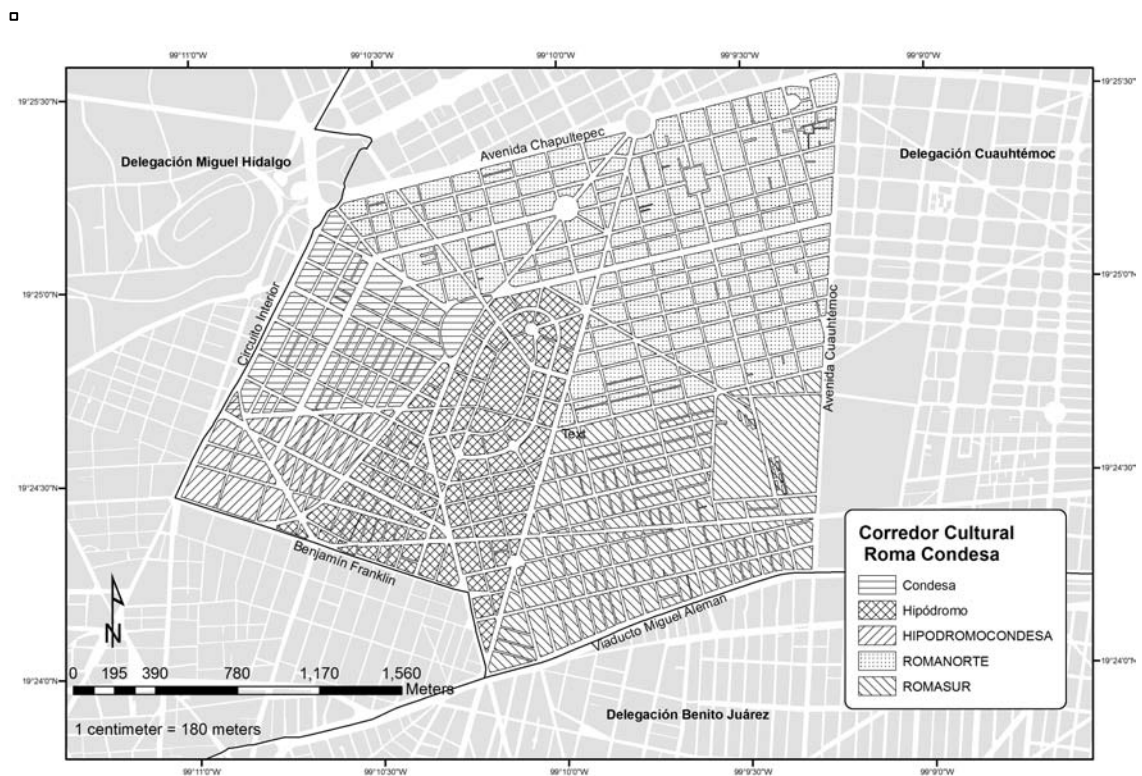 99°11'0"W 99°10'30"W 99°10'0"W 99°9'30"W 99°9'0"W
19°25'30"N
19°25'30"N
Delegación Miguel Hidalgo
Avenida Chapultepec
Delegación Cuauhtémoc
19°25'0"N
19°25'0"N
Circuito Interior
Avenida Cuauhtémoc
Text
19°24'30"N
19°24'30"N
Benjamín Franklin
Viaducto Miguel Aleman
Corredor Cultural
Roma Condesa
Condesa
Hipódromo
HIPODROMOCONDESA
ROMANORTE
ROMASUR
N
0 195 390 780 1,170 1,560
Meters
19°24'0"N
19°24'0"N
1 centimeter = 180 meters
Delegación Benito Juárez
99°11'0"W 99°10'30"W 99°10'0"W 99°9'30"W 99°9'0"W